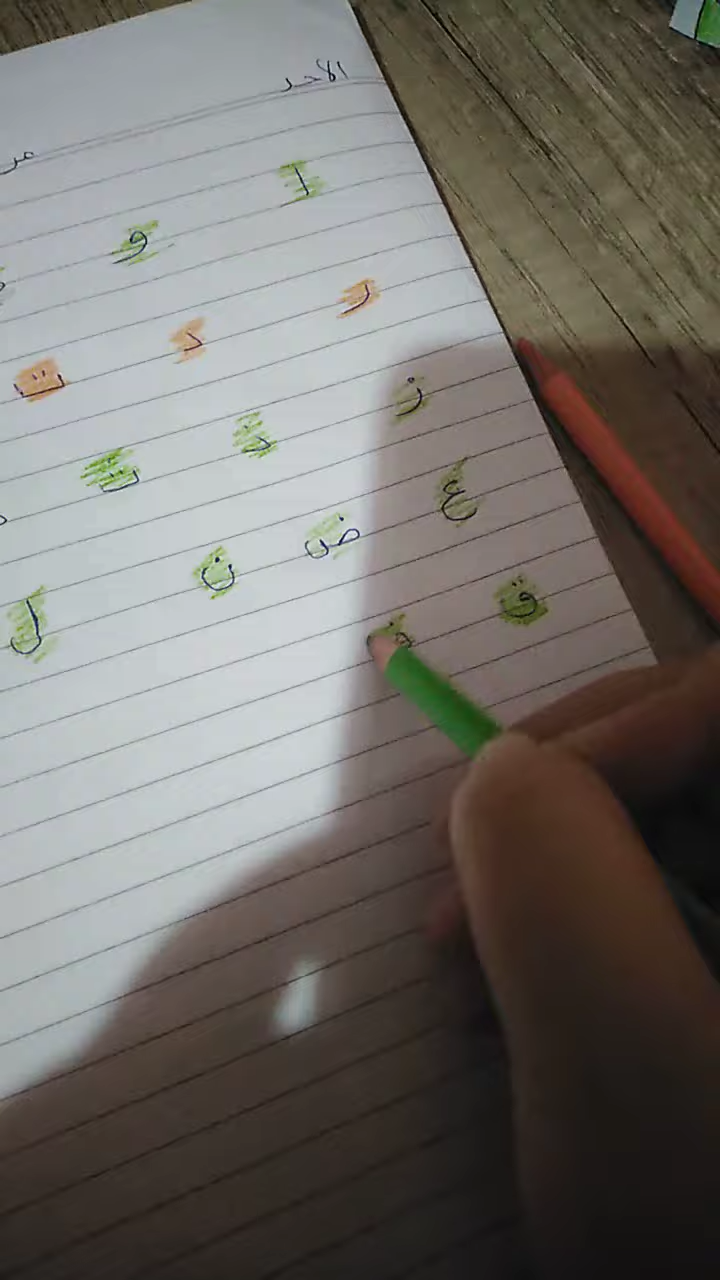 الأحد
ا و
ر د ت
ز ذ ث
غ ض ن ل
ق